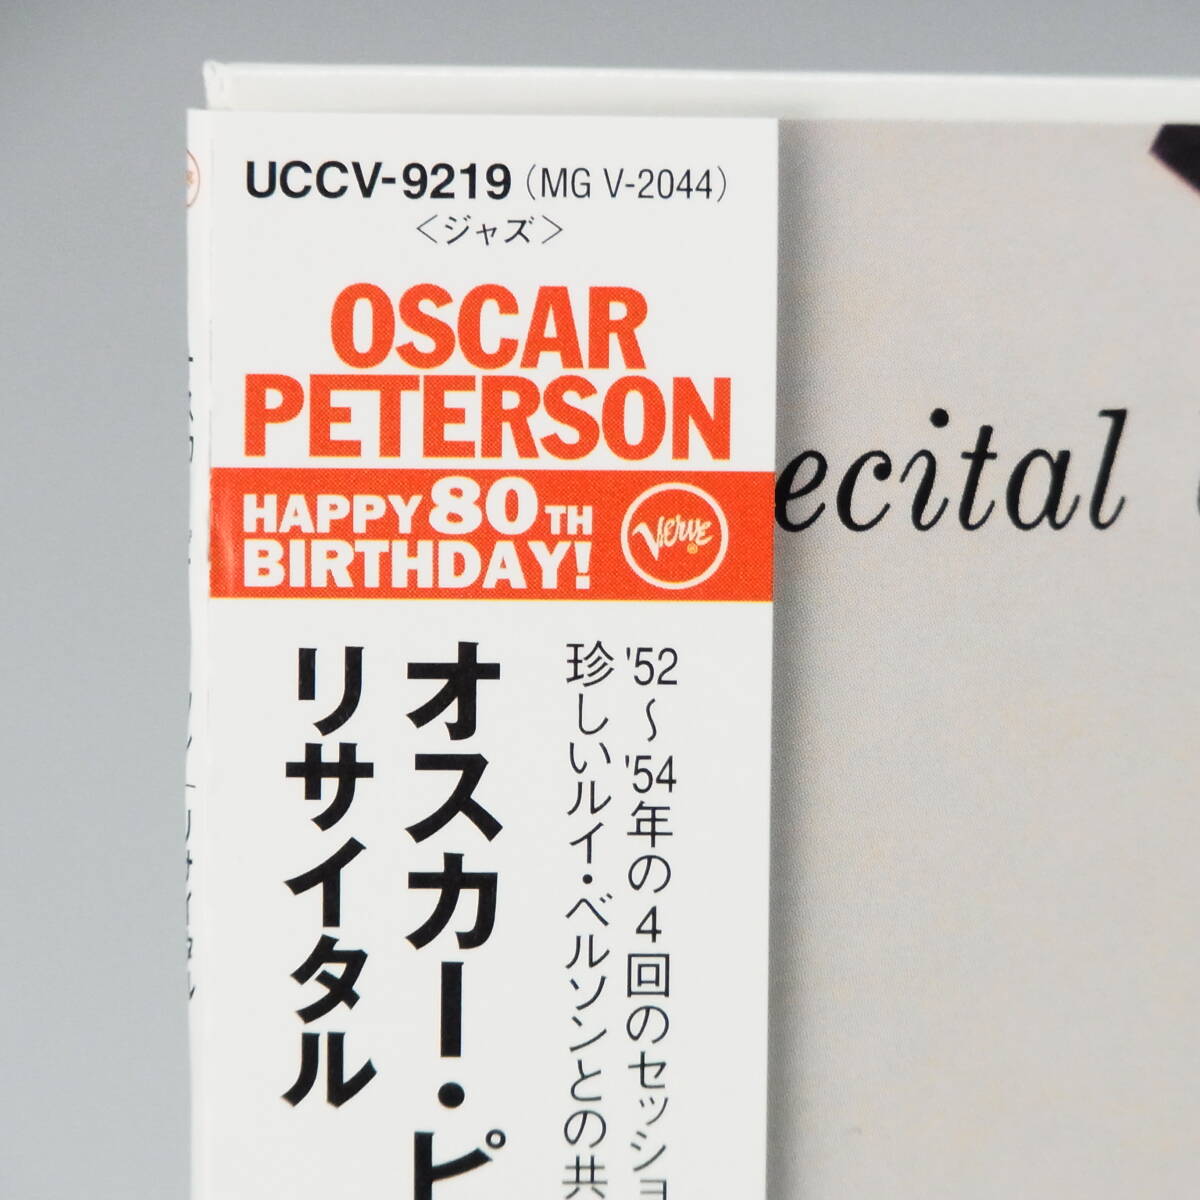 UCCV-9219 (MG V-2044)
<ジャズ>
OSCAR
PETERSON
HAPPY 80TH
BIRTHDAY!
Verve
ecital
'52〜'54年の4回のセッショ
珍しいルイ・ベルソンとの共
オスカー・ピ
リサイタル